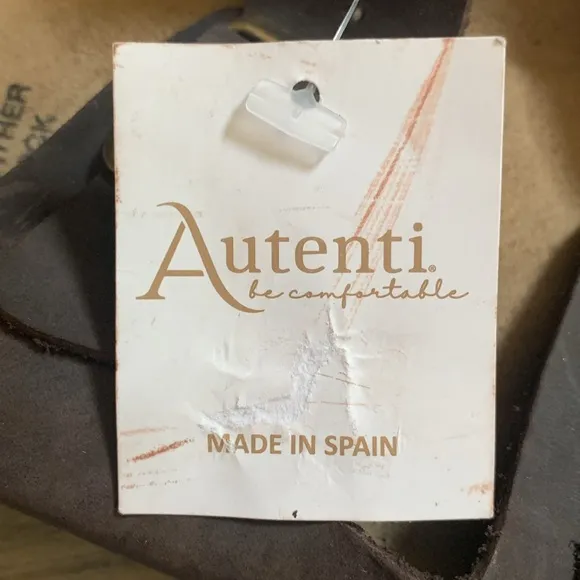 Autenti®
be comfortable
MADE IN SPAIN